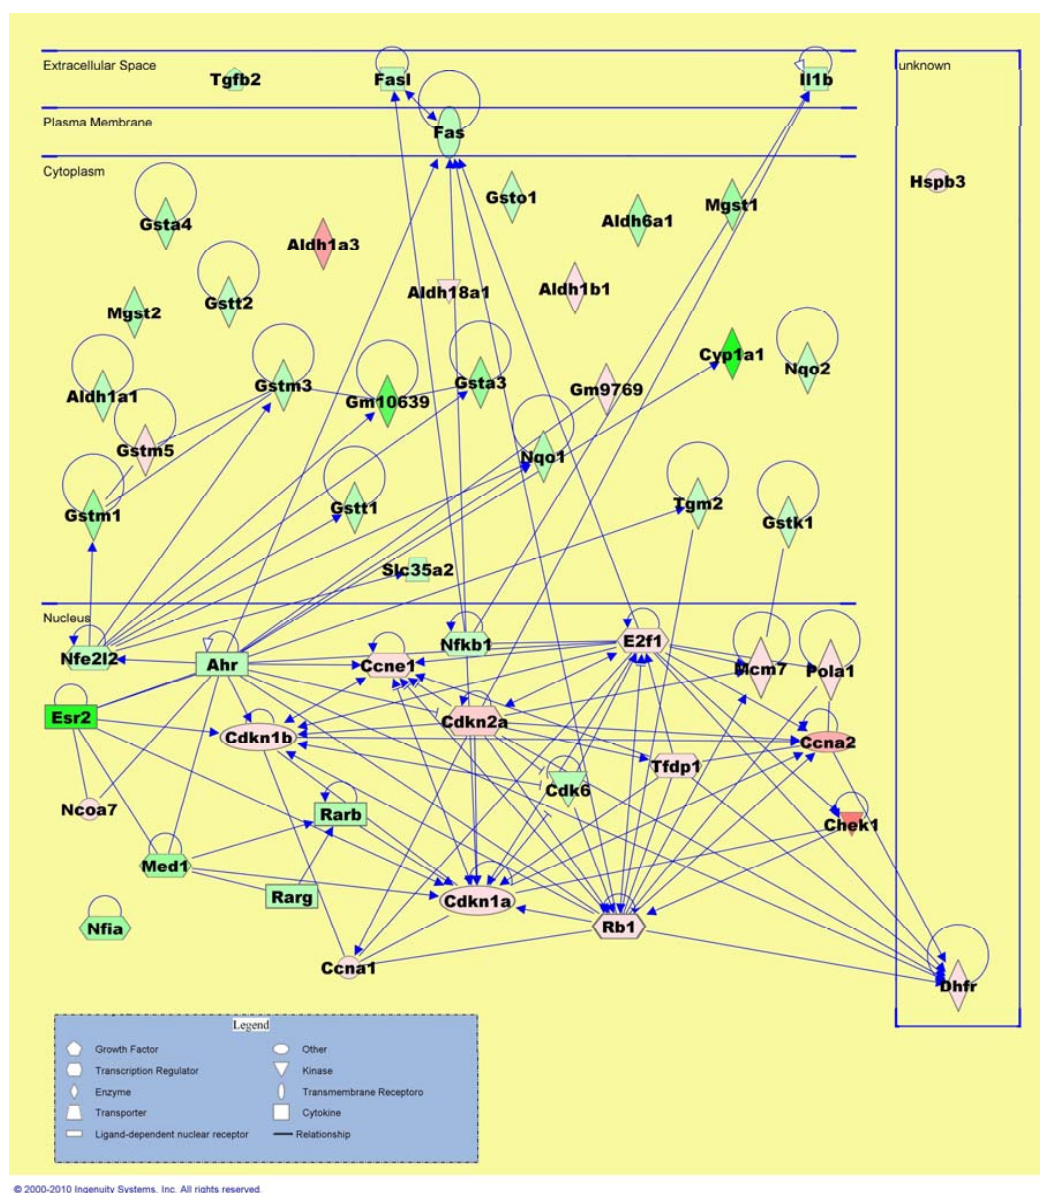 Extracellular Space
unknown
Tgfb2
Fasl
Il1b
Plasma Membrane
Fas
Cytoplasm
Hspb3
Gsto1
Gsta4
Aldh6a1
Mgst1
Aldh1a3
Aldh18a1
Aldh1b1
Gstt2
Mgst2
Cyp1a1
Nqo2
Gstm3
Gsta3
Gm9769
Aldh1a1
Gm10639
Gstm5
Nqo1
Gstm1
Gstt1
Tgm2
Gstk1
Slc35a2
Nucleus
Nfe2l2
Ahr
Ccne1
Nfkb1
E2f1
Mcm7
Pola1
Esr2
Cdkn1b
Cdkn2a
Ccna2
Tfdp1
Cdk6
Ncoa7
Rarb
Chek1
Med1
Rarg
Cdkn1a
Nfia
Rb1
Ccna1
Dhfr
Legend
Growth Factor
Other
Transcription Regulator
Kinase
Enzyme
Transmembrane Receptoro
Transporter
Cytokine
Ligand-dependent nuclear receptor
Relationship
© 2000-2010 Ingenuity Systems, Inc. All rights reserved.